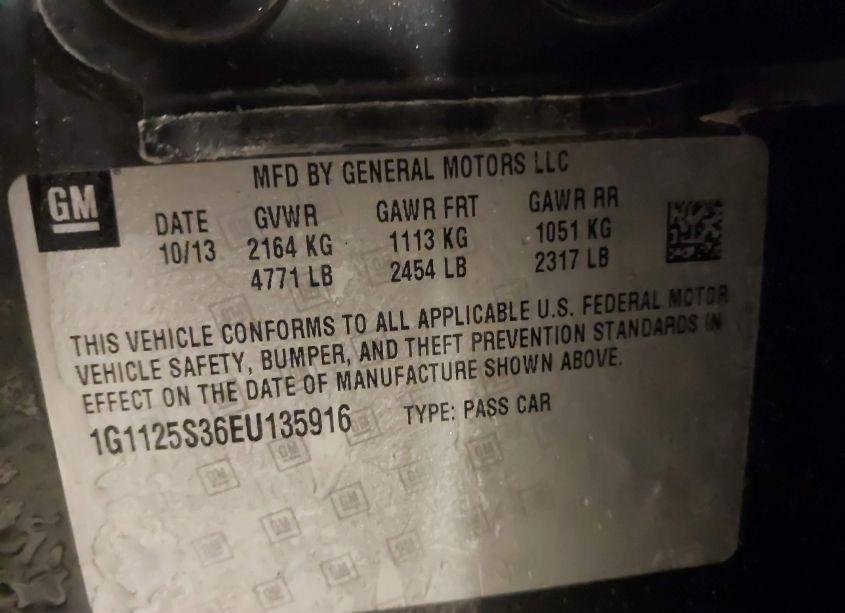 GM
MFD BY GENERAL MOTORS LLC
DATE GVWR GAWR FRT GAWR RR
10/13 2164 KG 1113 KG 1051 KG
4771 LB 2454 LB 2317 LB
THIS VEHICLE CONFORMS TO ALL APPLICABLE U.S. FEDERAL MOTOR
VEHICLE SAFETY, BUMPER, AND THEFT PREVENTION STANDARDS IN
EFFECT ON THE DATE OF MANUFACTURE SHOWN ABOVE.
1G1125S36EU135916 TYPE: PASS CAR